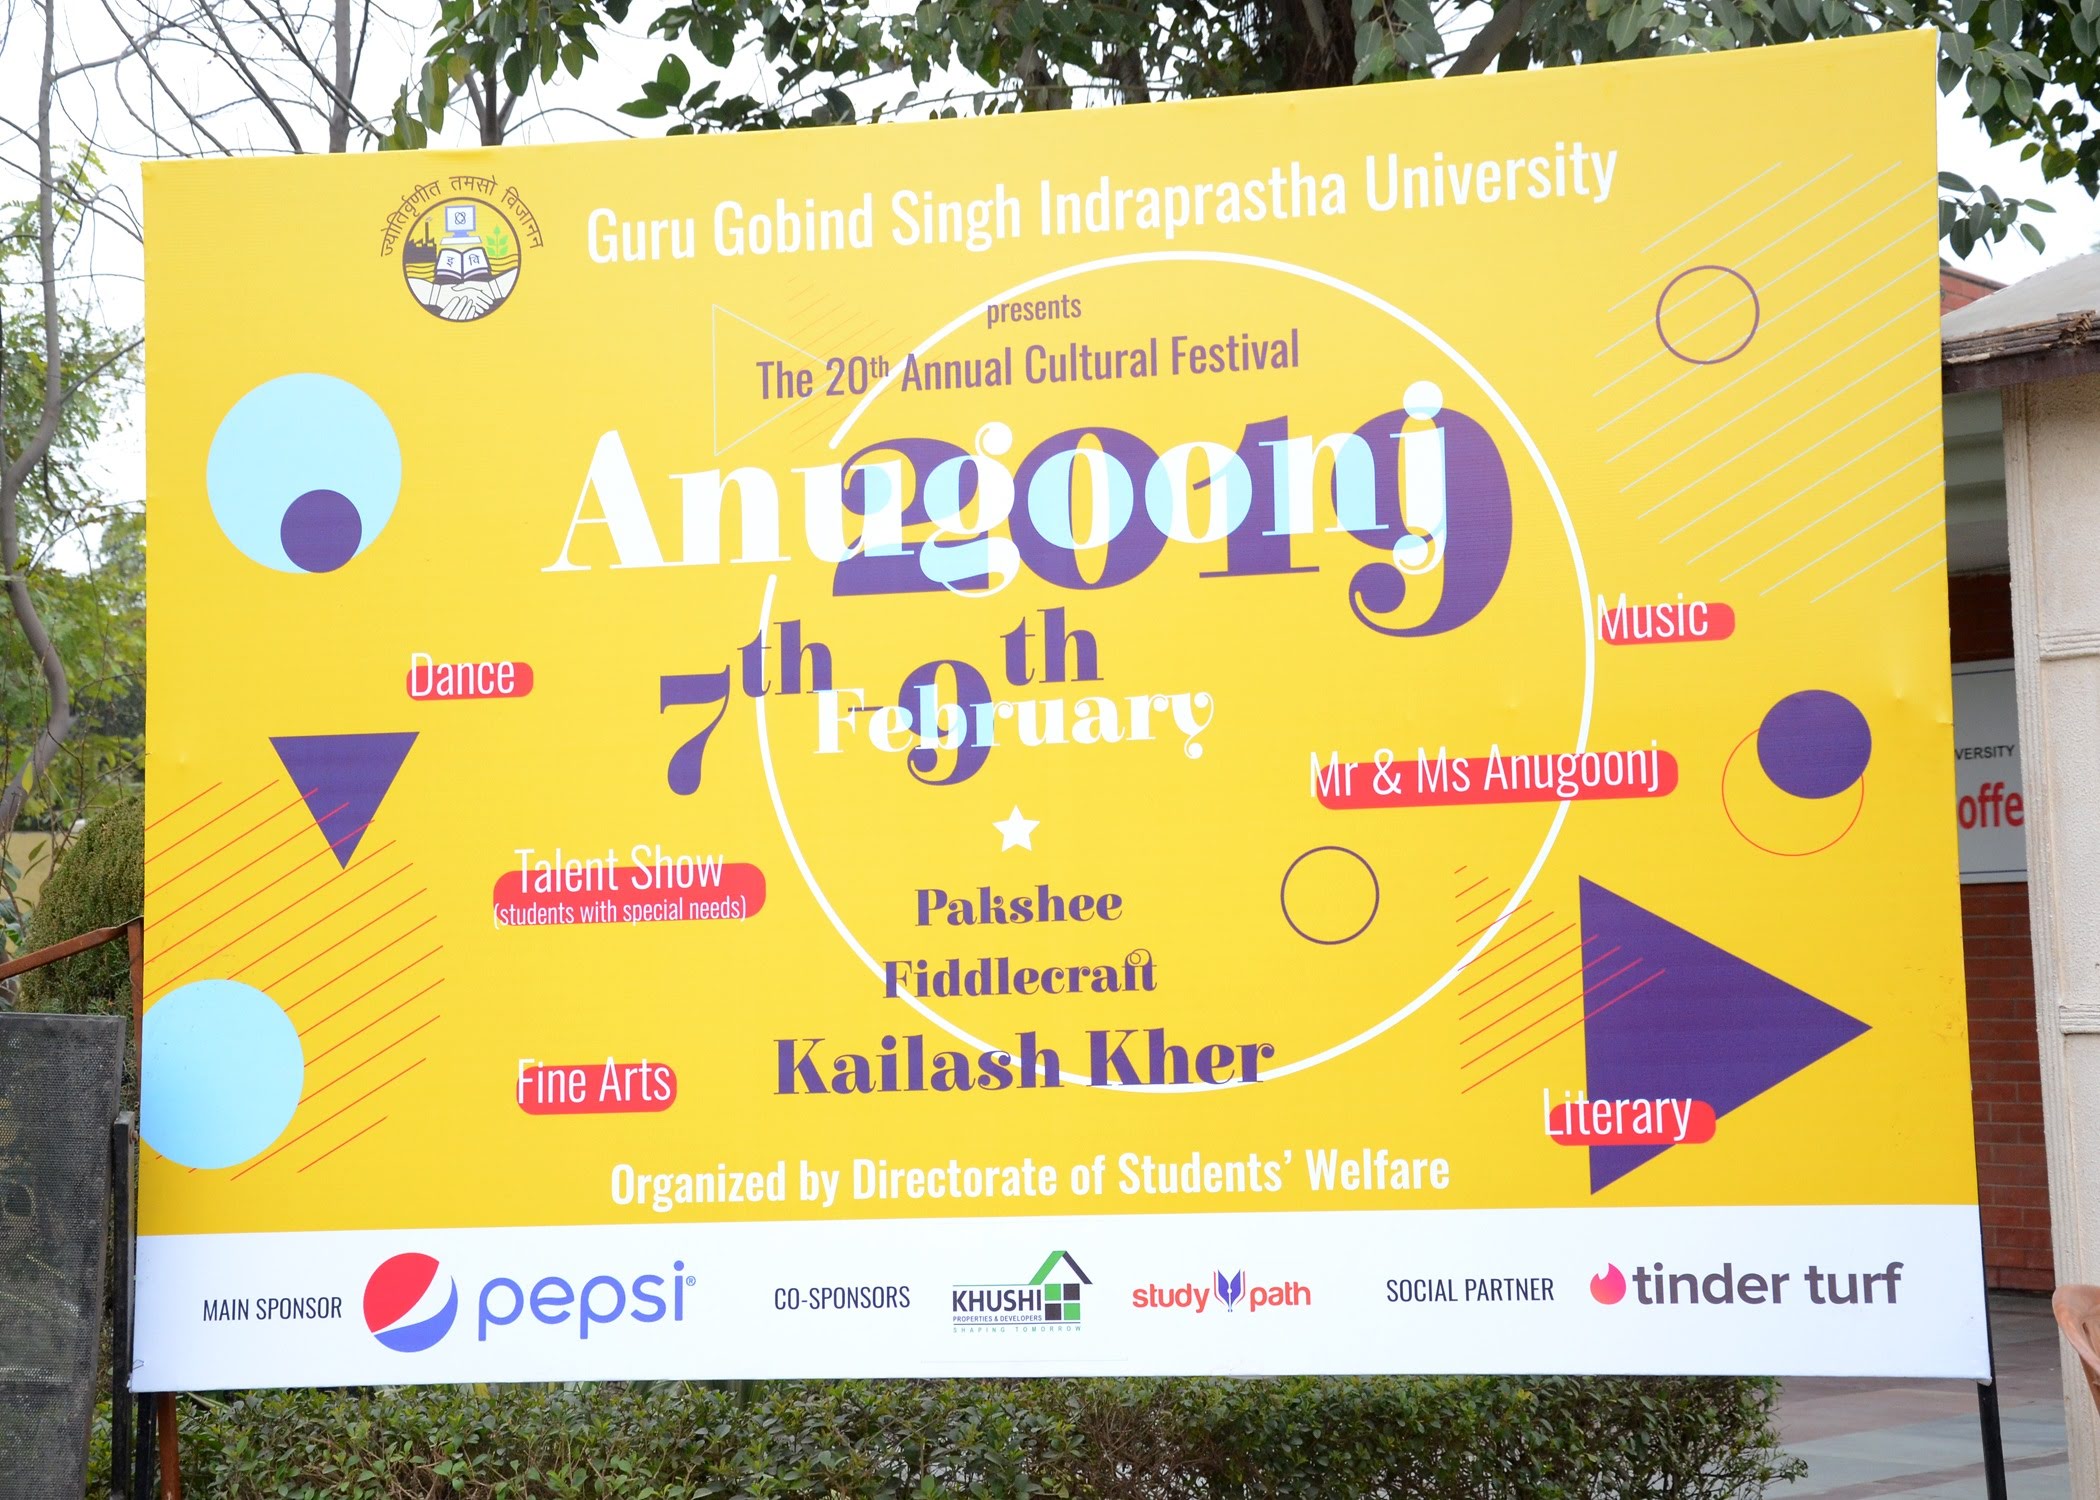 ज्योतिर्वृणीत तमसो विजानन
इ वि
Guru Gobind Singh Indraprastha University
presents
The 20th Annual Cultural Festival
Anugoonj
2019
7th - 9th
February
Dance
Music
Mr & Ms Anugoonj
Talent Show
(students with special needs)
Pakshee
Fiddlecraft
Kailash Kher
Fine Arts
Literary
Organized by Directorate of Students' Welfare
MAIN SPONSOR pepsi® CO-SPONSORS KHUSHI study path SOCIAL PARTNER tinder turf
PROPERTIES & DEVELOPERS
SHAPING TOMORROW
VERSITY
offe